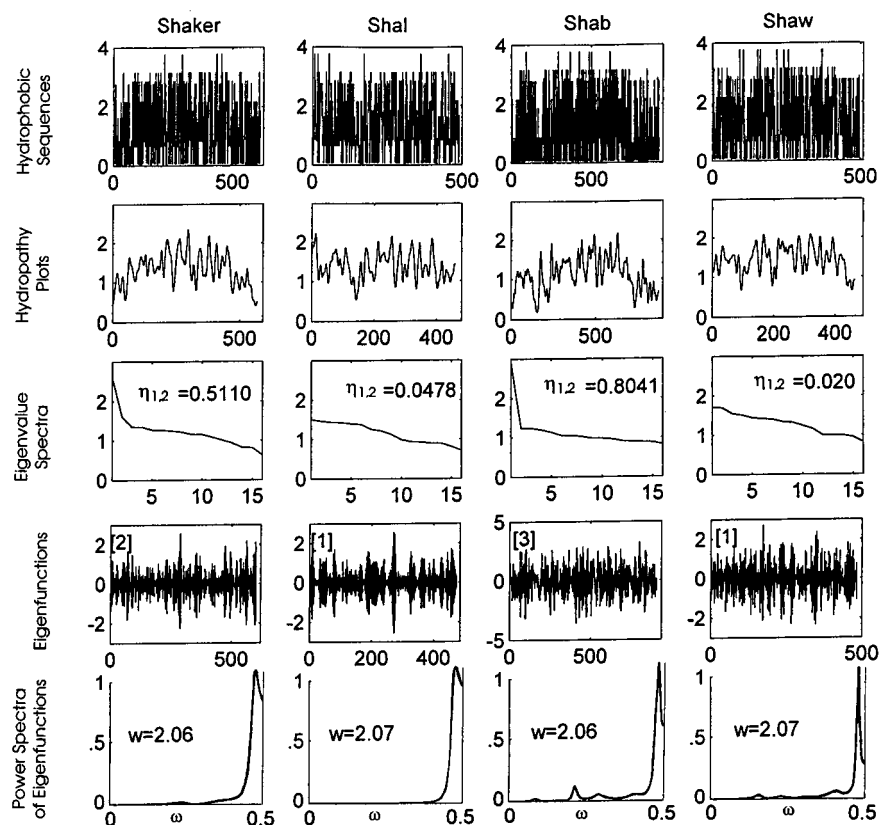 Shaker Shal Shab Shaw
Hydrophobic Sequences
4 4 4 4
2 2 2 2
0 0 0 0
0 500 0 500 0 500 0 500
Hydropathy Plots
2 2 2 2
1 1 1 1
0 0 0 0
0 500 0 200 400 0 500 0 200 400
Eigenvalue Spectra
η1,2 =0.5110 η1,2 =0.0478 η1,2 =0.8041 η1,2 =0.020
2 2 2 2
1 1 1 1
0 0 0 0
5 10 15 5 10 15 5 10 15 5 10 15
Eigenfunctions
[2] [1] [3] [1]
2 2 5 2
0 0 0 0
-2 -2 -5 -2
0 500 0 200 400 0 500 0 500
Power Spectra of Eigenfunctions
1 1 1 1
w=2.06 w=2.07 w=2.06 w=2.07
.5 .5 .5 .5
0 0 0 0
0 ω 0.5 0 ω 0.5 0 ω 0.5 0 ω 0.5